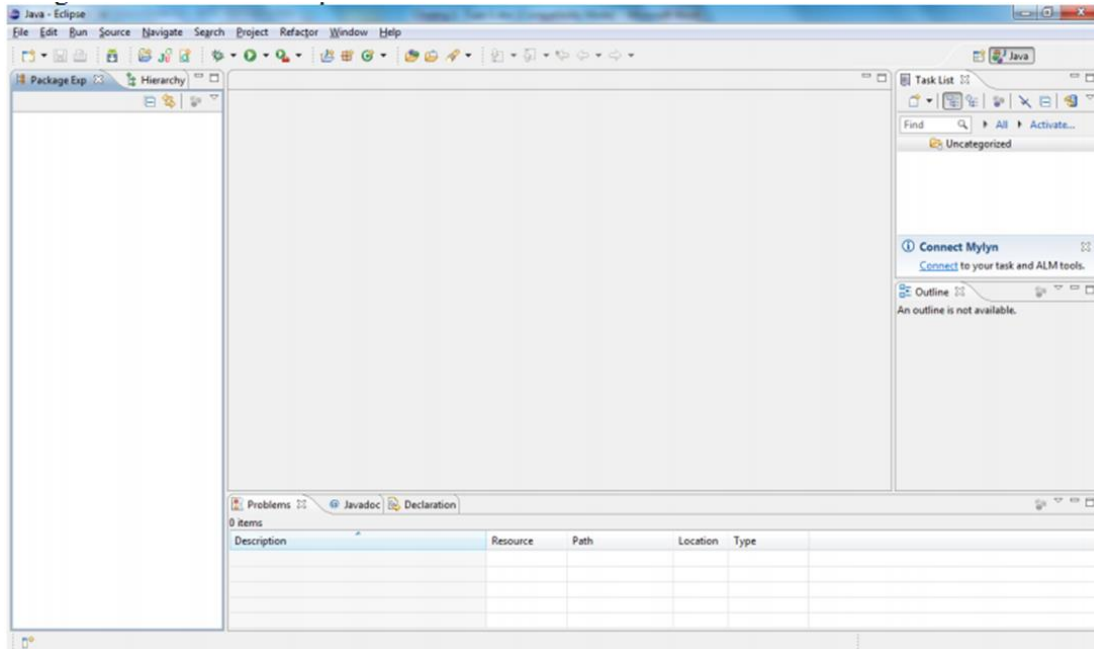 Java - Eclipse
File Edit Run Source Navigate Search Project Refactor Window Help
Java
Package Exp Hierarchy
Task List
Find All Activate...
Uncategorized
Connect Mylyn
Connect to your task and ALM tools.
Outline
An outline is not available.
Problems @ Javadoc Declaration
0 items
Description Resource Path Location Type